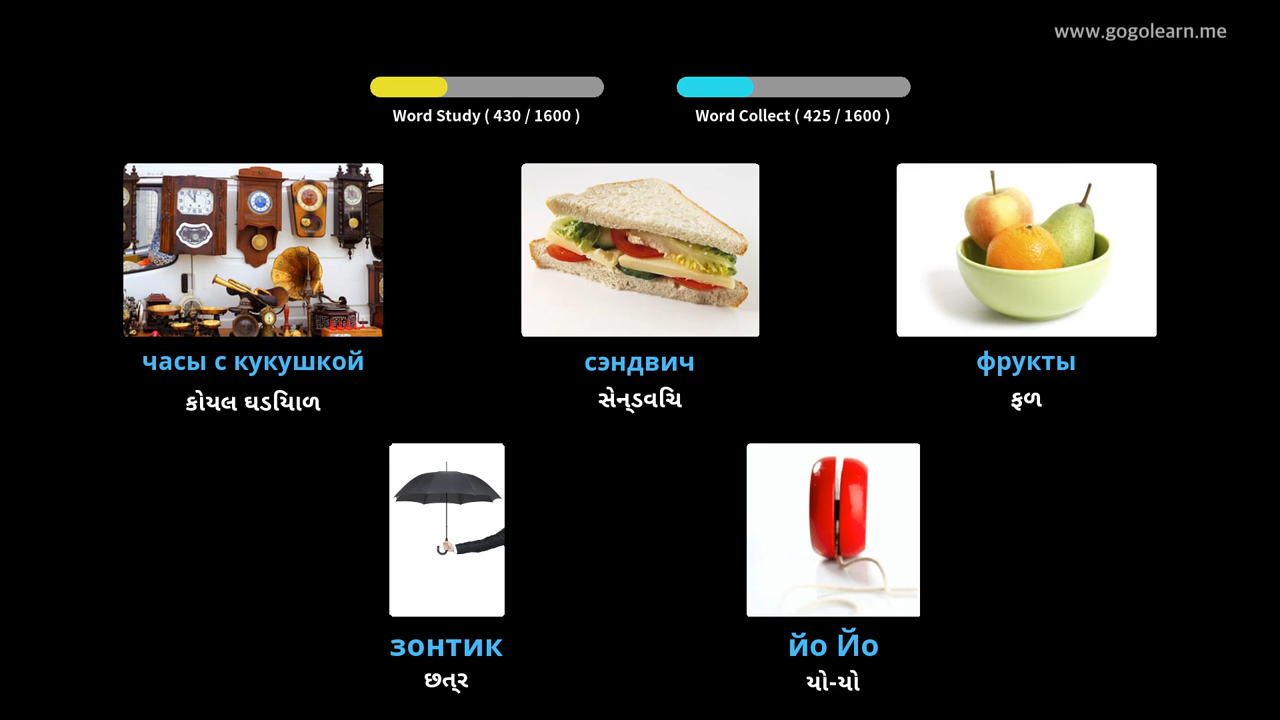 www.gogolearn.me
Word Study ( 430 / 1600 )
Word Collect ( 425 / 1600 )
часы с кукушкой
сэндвич
фрукты
કોયલ ઘડિયાળ
સેન્ડવિચ
ફળ
зонтик
йо Йо
છત્ર
યો-યો